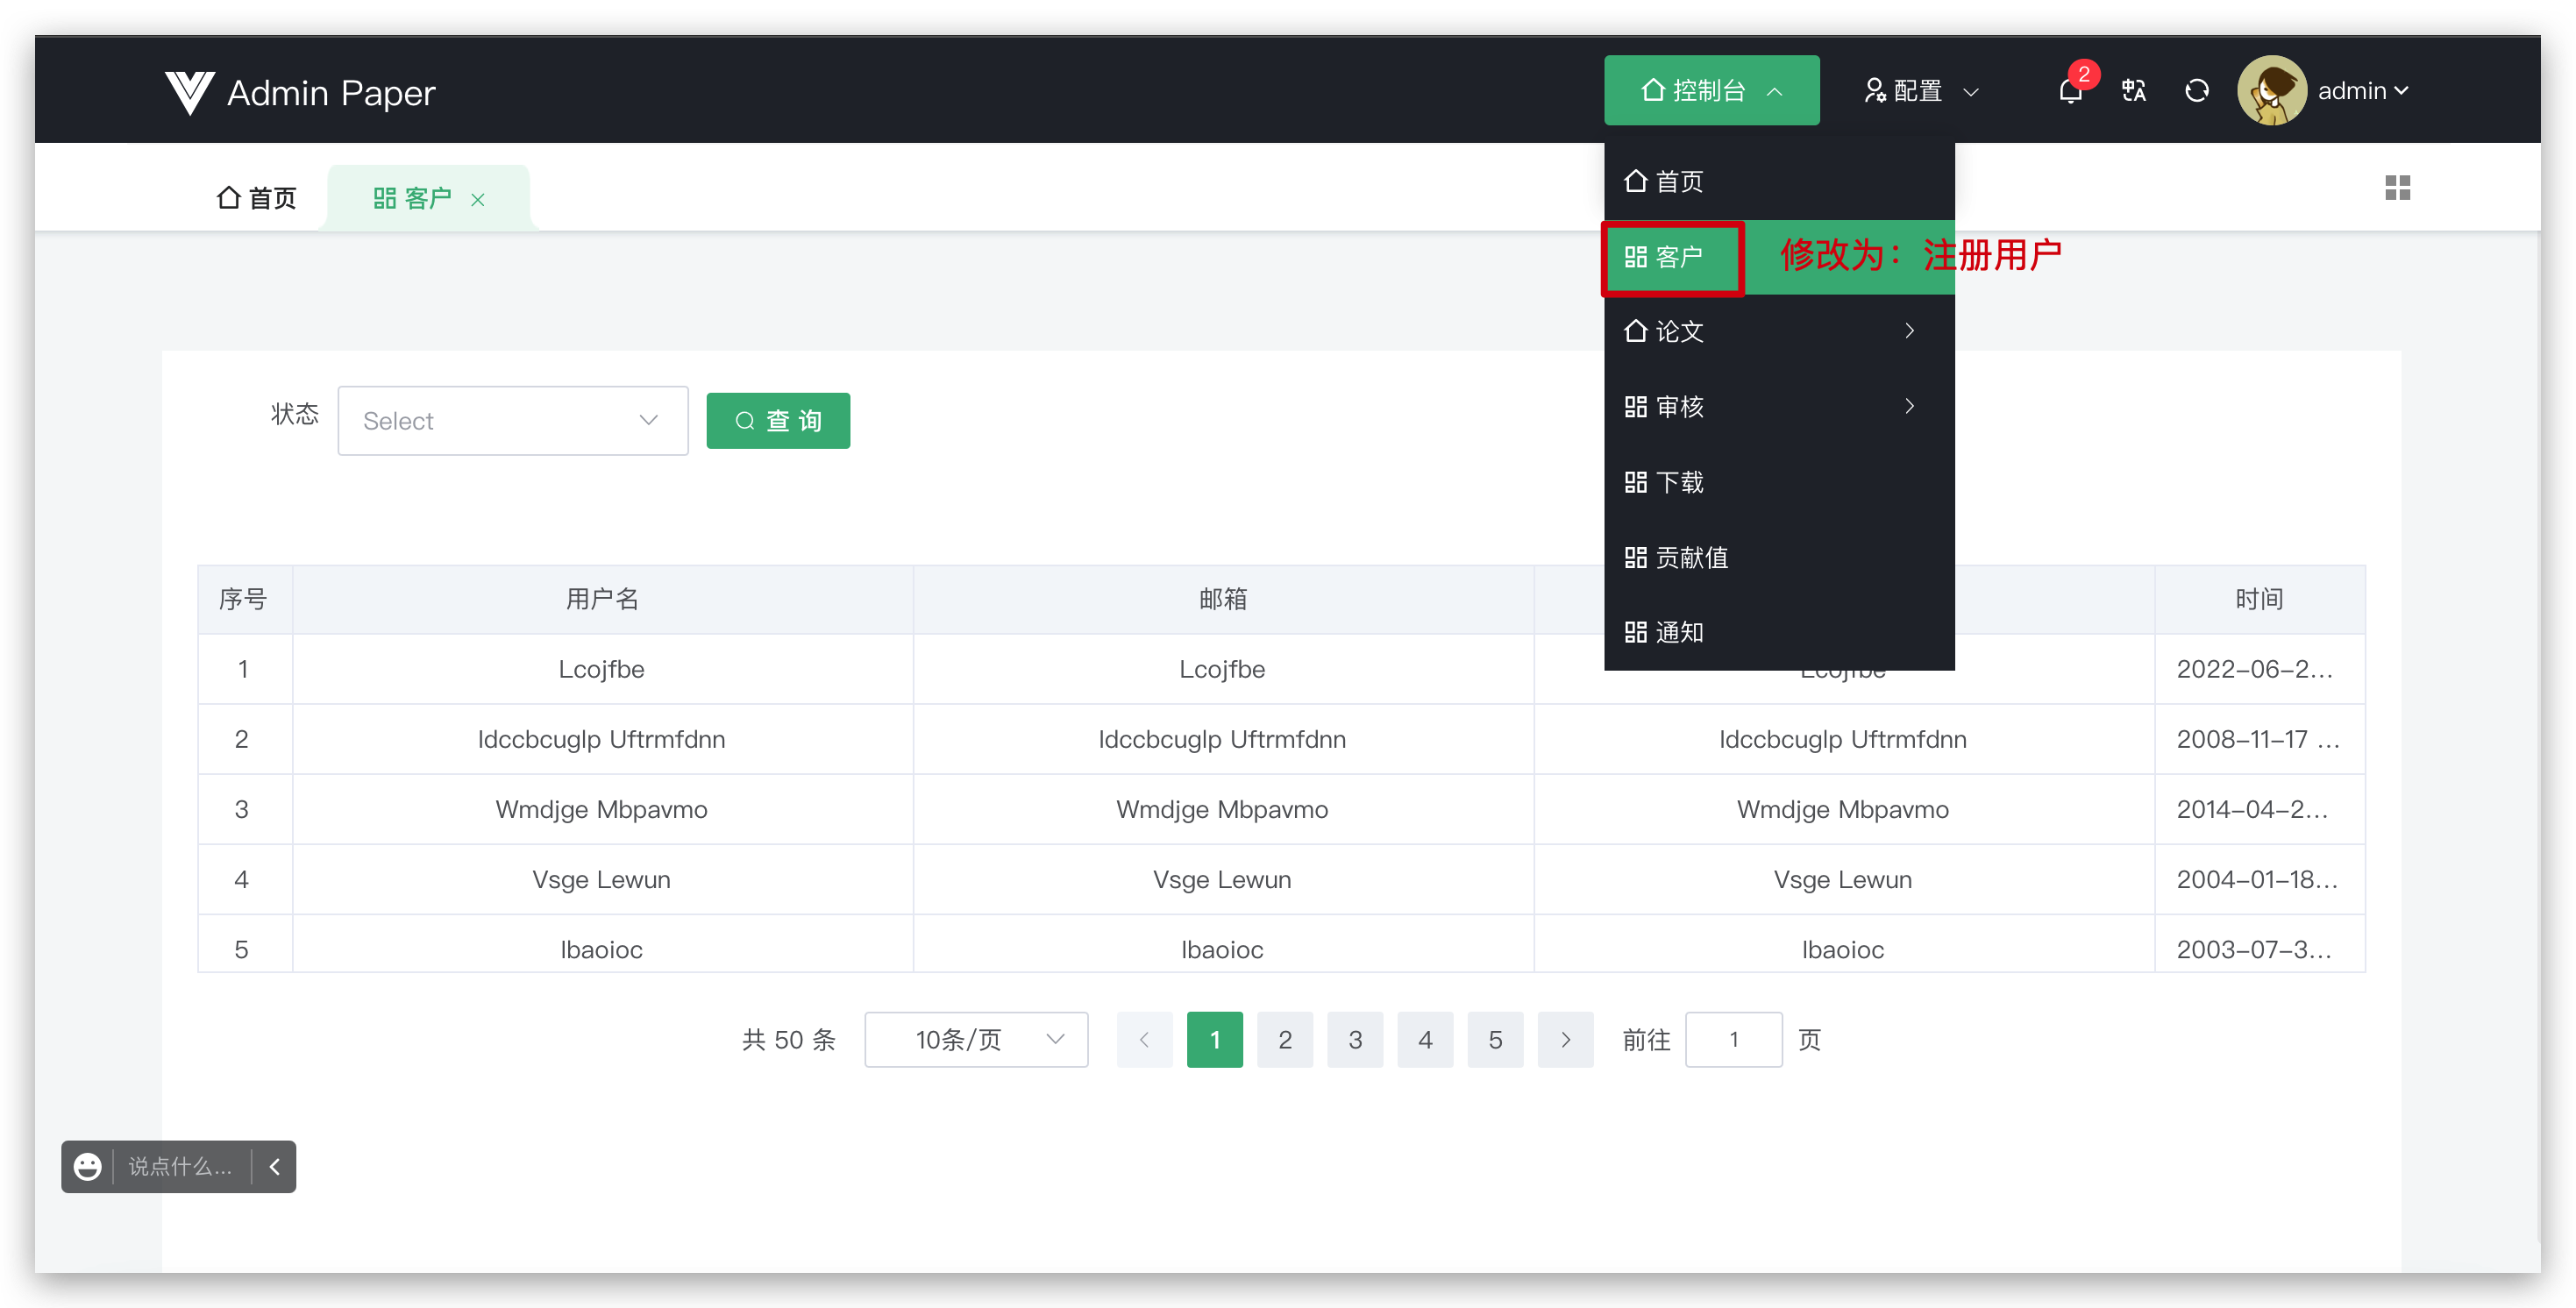 Admin Paper
控制台
配置
2
admin
首页
客户
首页
客户
修改为：注册用户
论文
审核
下载
贡献值
通知
状态
Select
查询
序号 用户名 邮箱 时间
1 Lcojfbe Lcojfbe Lcojfbe 2022-06-2...
2 Idccbcuglp Uftrmfdnn Idccbcuglp Uftrmfdnn Idccbcuglp Uftrmfdnn 2008-11-17 ...
3 Wmdjge Mbpavmo Wmdjge Mbpavmo Wmdjge Mbpavmo 2014-04-2...
4 Vsge Lewun Vsge Lewun Vsge Lewun 2004-01-18...
5 Ibaoioc Ibaoioc Ibaoioc 2003-07-3...
共 50 条 10条/页 1 2 3 4 5 前往 1 页
说点什么...